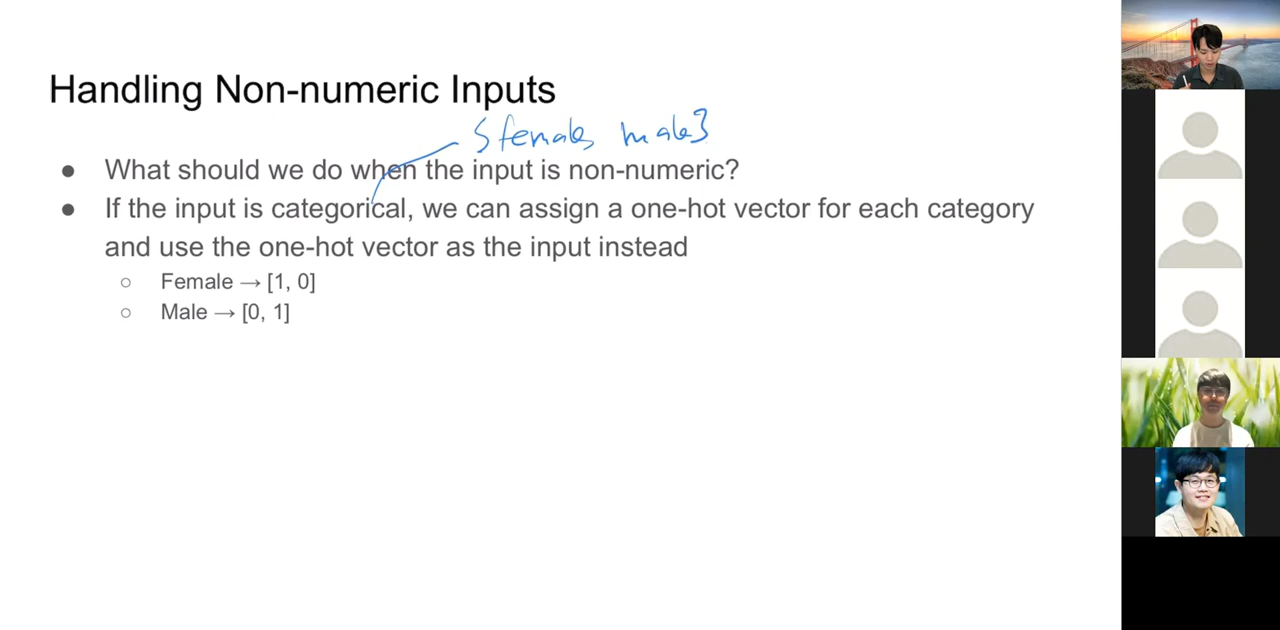 Handling Non-numeric Inputs
{female, male}
● What should we do when the input is non-numeric?
● If the input is categorical, we can assign a one-hot vector for each category
and use the one-hot vector as the input instead
○ Female → [1, 0]
○ Male → [0, 1]